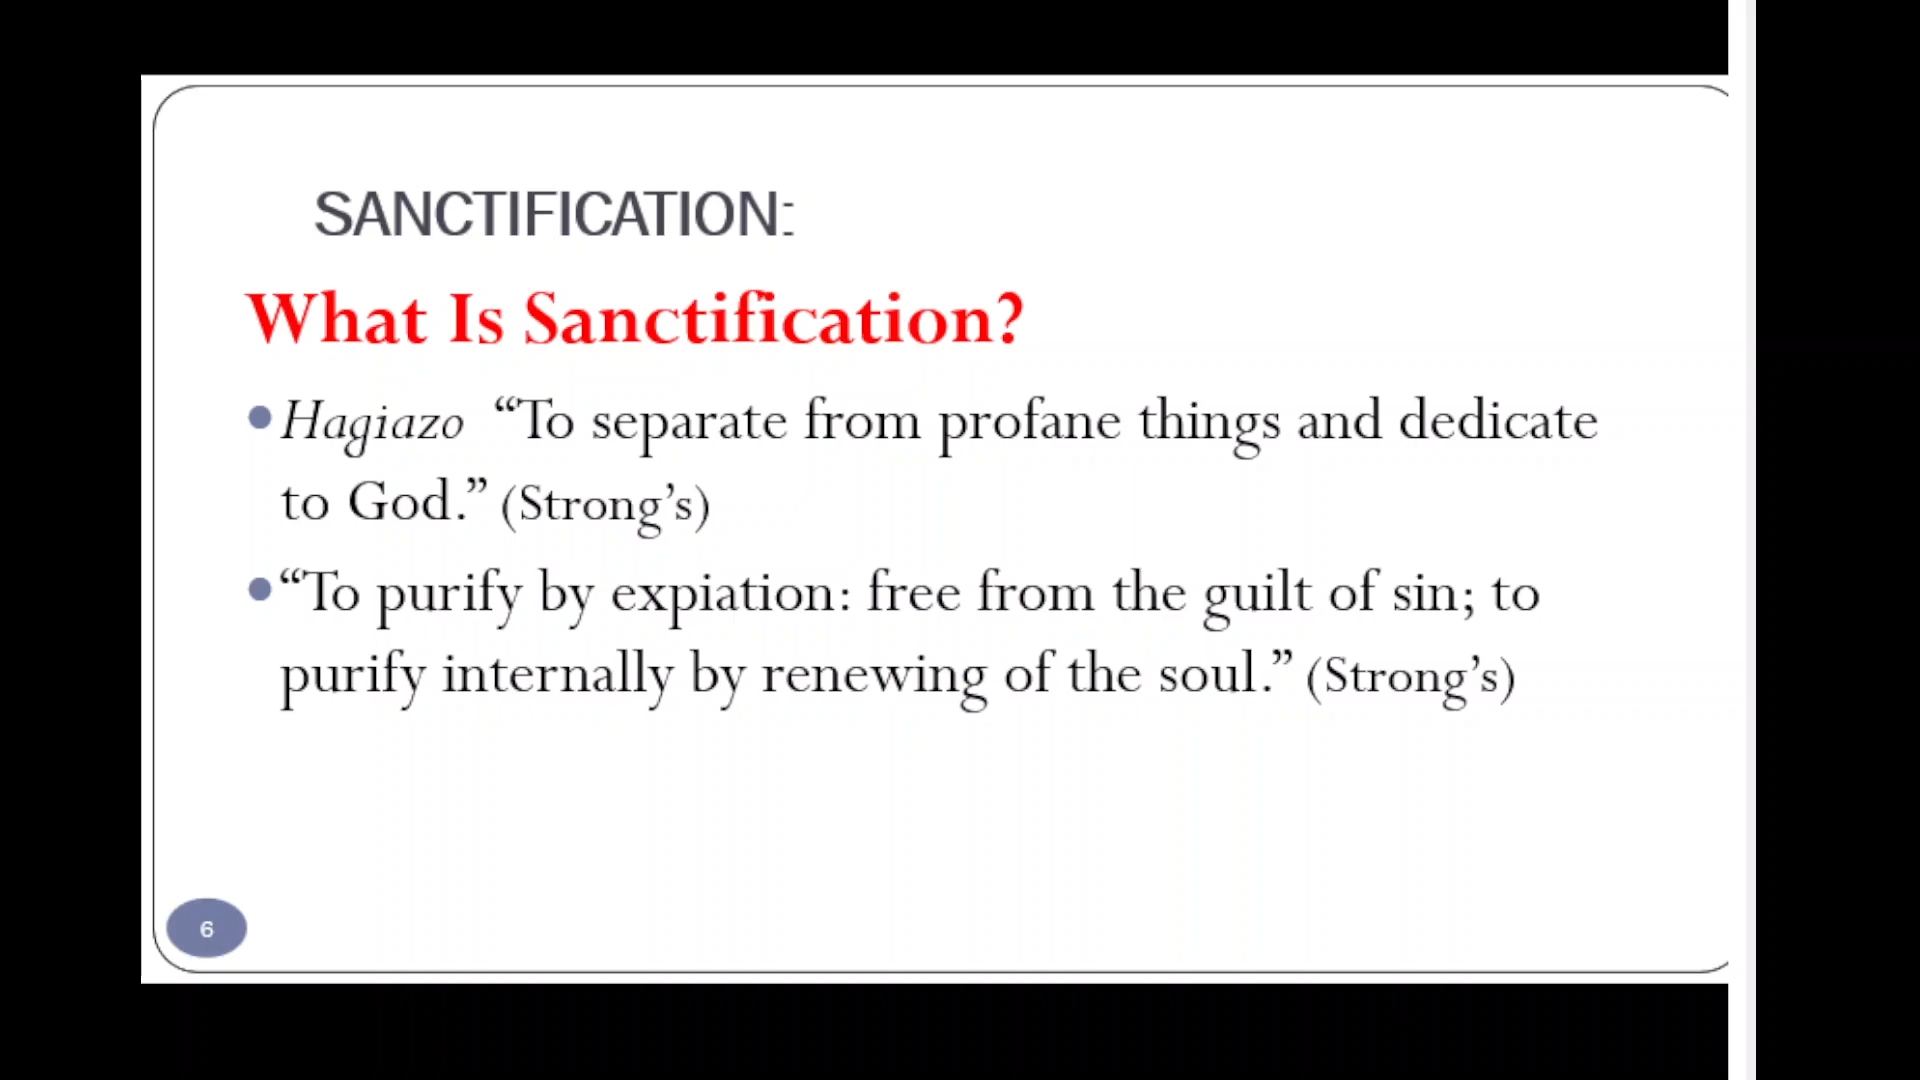 SANCTIFICATION:
What Is Sanctification?
• Hagiazo “To separate from profane things and dedicate
to God.” (Strong’s)
• “To purify by expiation: free from the guilt of sin; to
purify internally by renewing of the soul.” (Strong’s)
6